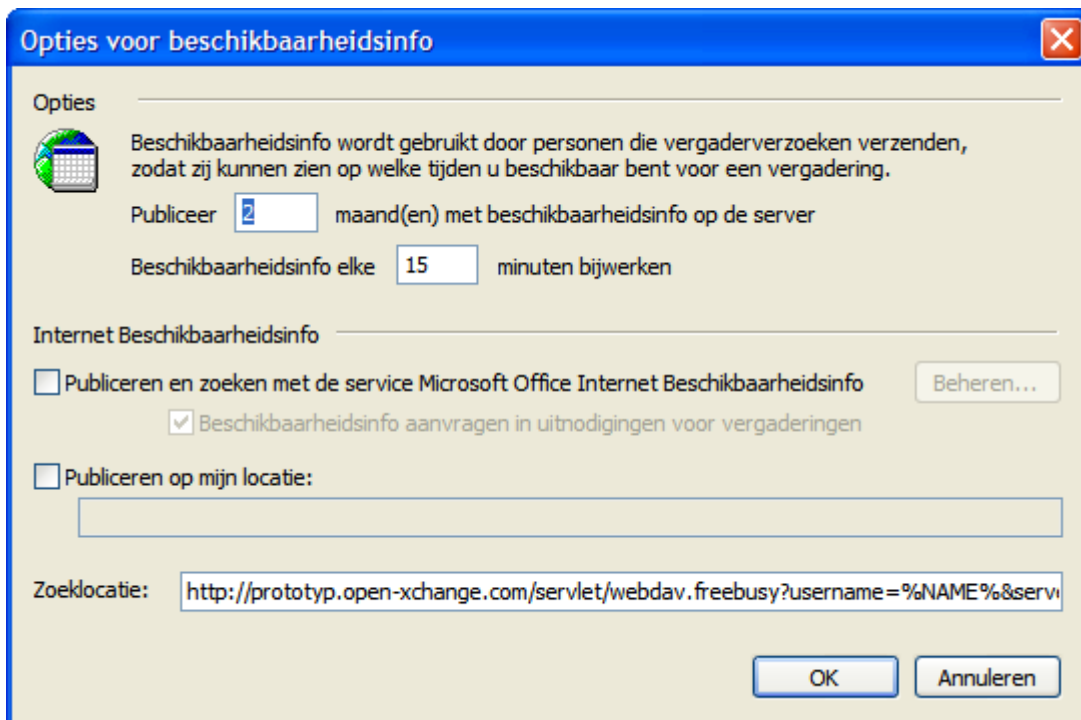 Opties voor beschikbaarheidsinfo
Opties
Beschikbaarheidsinfo wordt gebruikt door personen die vergaderverzoeken verzenden,
zodat zij kunnen zien op welke tijden u beschikbaar bent voor een vergadering.
Publiceer 2 maand(en) met beschikbaarheidsinfo op de server
Beschikbaarheidsinfo elke 15 minuten bijwerken
Internet Beschikbaarheidsinfo
Publiceren en zoeken met de service Microsoft Office Internet Beschikbaarheidsinfo Beheren...
Beschikbaarheidsinfo aanvragen in uitnodigingen voor vergaderingen
Publiceren op mijn locatie:
Zoeklocatie: http://prototyp.open-xchange.com/servlet/webdav.freebusy?username=%NAME%&serv
OK Annuleren